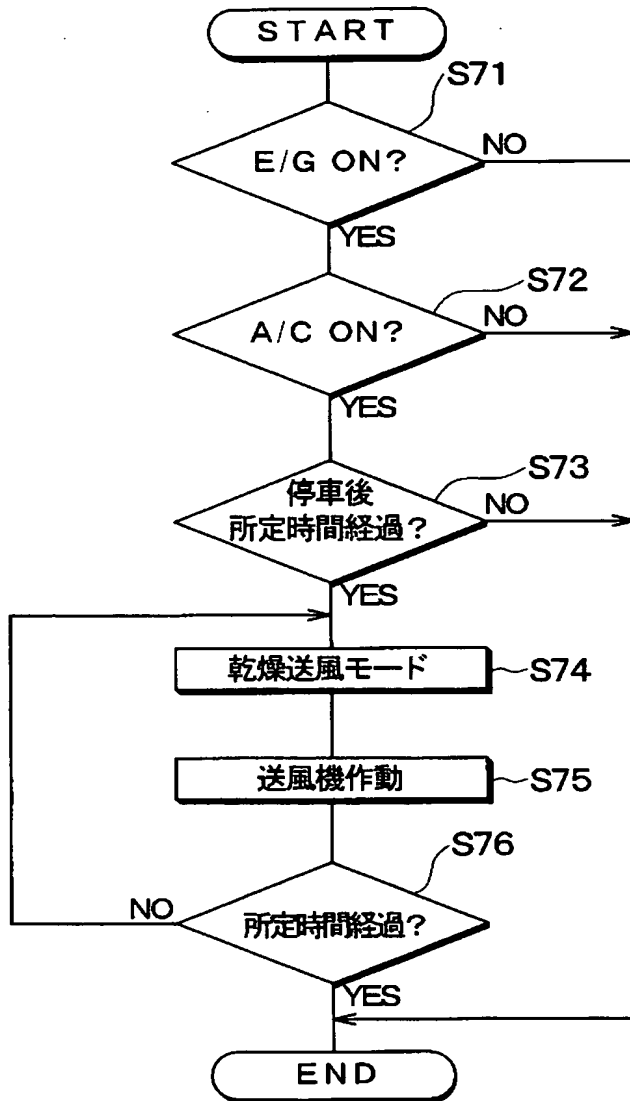 START
S71
E/G ON?
NO
YES
S72
A/C ON?
NO
YES
S73
停車後
所定時間経過?
NO
YES
乾燥送風モード
S74
送風機作動
S75
S76
所定時間経過?
NO
YES
END